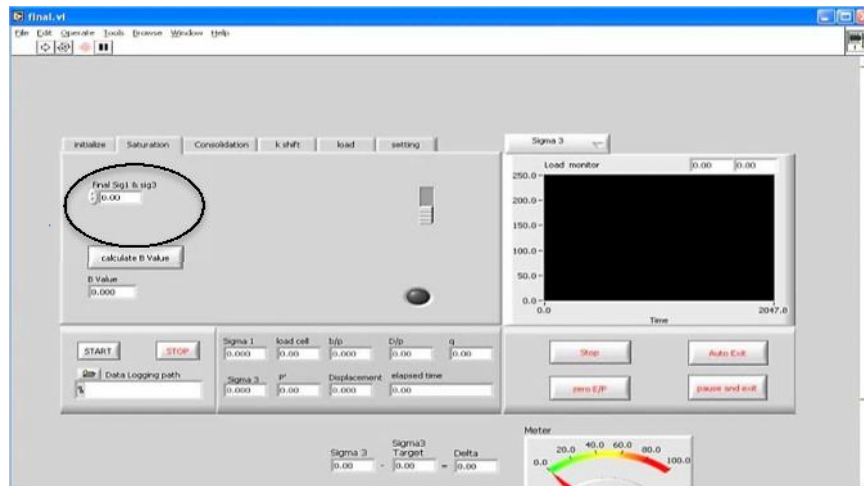 final.vi
File Edit Operate Tools Browse Window Help
initialize Saturation Consolidation k shift load setting
Sigma 3
Load monitor 0.00 0.00
Final Sig1 & sig3
0.00
calculate B Value
B Value
0.000
250.0
200.0
150.0
100.0
50.0
0.0
0.0 2047.0
Time
START STOP
Data Logging path
Sigma 1 load cell b/p D/p q
0.000 0.00 0.000 0.00 0.00
Sigma 3 P' Displacement elapsed time
0.000 0.00 0.000 0.00
Stop Auto Exit
zero E/P pause and exit
Sigma 3 Sigma3 Target Delta
0.00 - 0.00 = 0.00
Meter
0.0 20.0 40.0 60.0 80.0 100.0